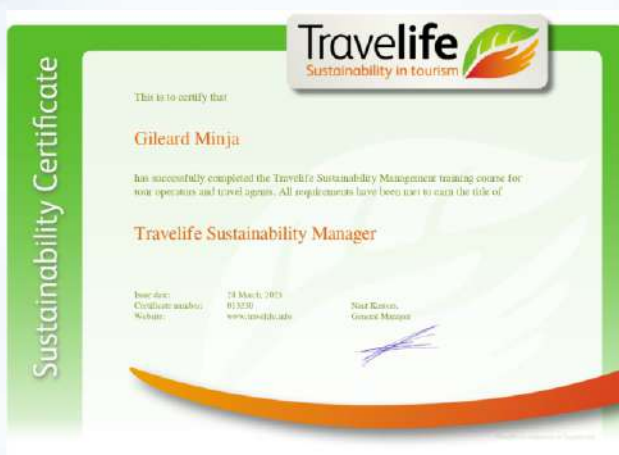 Travelife
Sustainability in tourism
Sustainability Certificate
This is to certify that
Gileard Minja
has successfully completed the Travelife Sustainability Management training course for
tour operators and travel agents. All requirements have been met to earn the title of
Travelife Sustainability Manager
Issue date:
Certificate number:
Website: www.travelife.info
General Manager